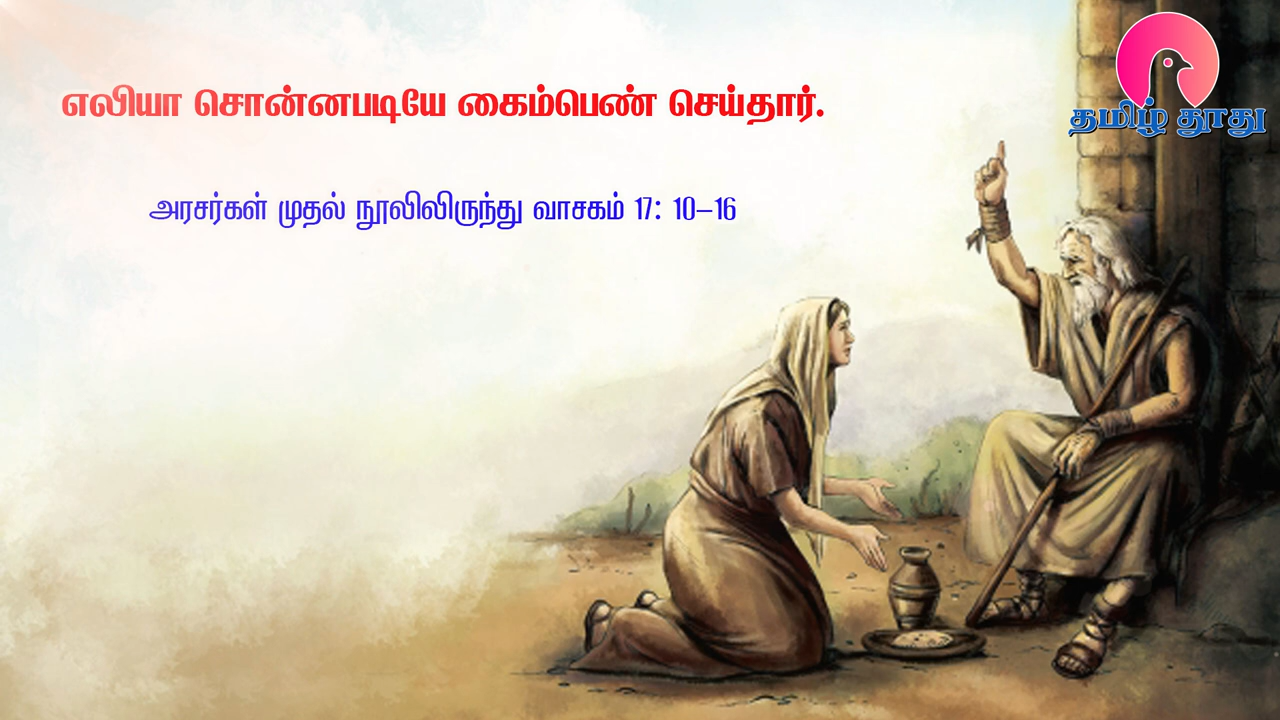 எலியா சொன்னபடியே கைம்பெண் செய்தார்.
அரசர்கள் முதல் நூலிலிருந்து வாசகம் 17: 10-16
தமிழ் தூது